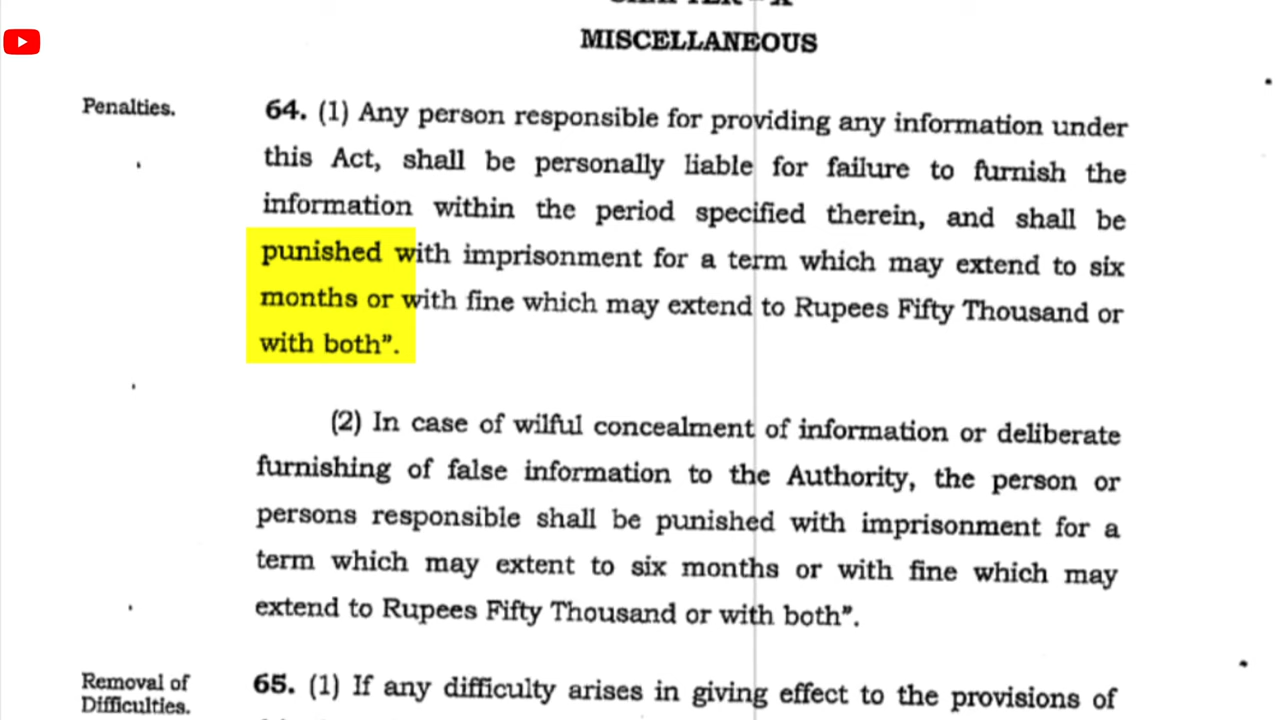 MISCELLANEOUS
Penalties.
64. (1) Any person responsible for providing any information under
this Act, shall be personally liable for failure to furnish the
information within the period specified therein, and shall be
punished with imprisonment for a term which may extend to six
months or with fine which may extend to Rupees Fifty Thousand or
with both”.
(2) In case of wilful concealment of information or deliberate
furnishing of false information to the Authority, the person or
persons responsible shall be punished with imprisonment for a
term which may extent to six months or with fine which may
extend to Rupees Fifty Thousand or with both”.
Removal of
Difficulties.
65. (1) If any difficulty arises in giving effect to the provisions of